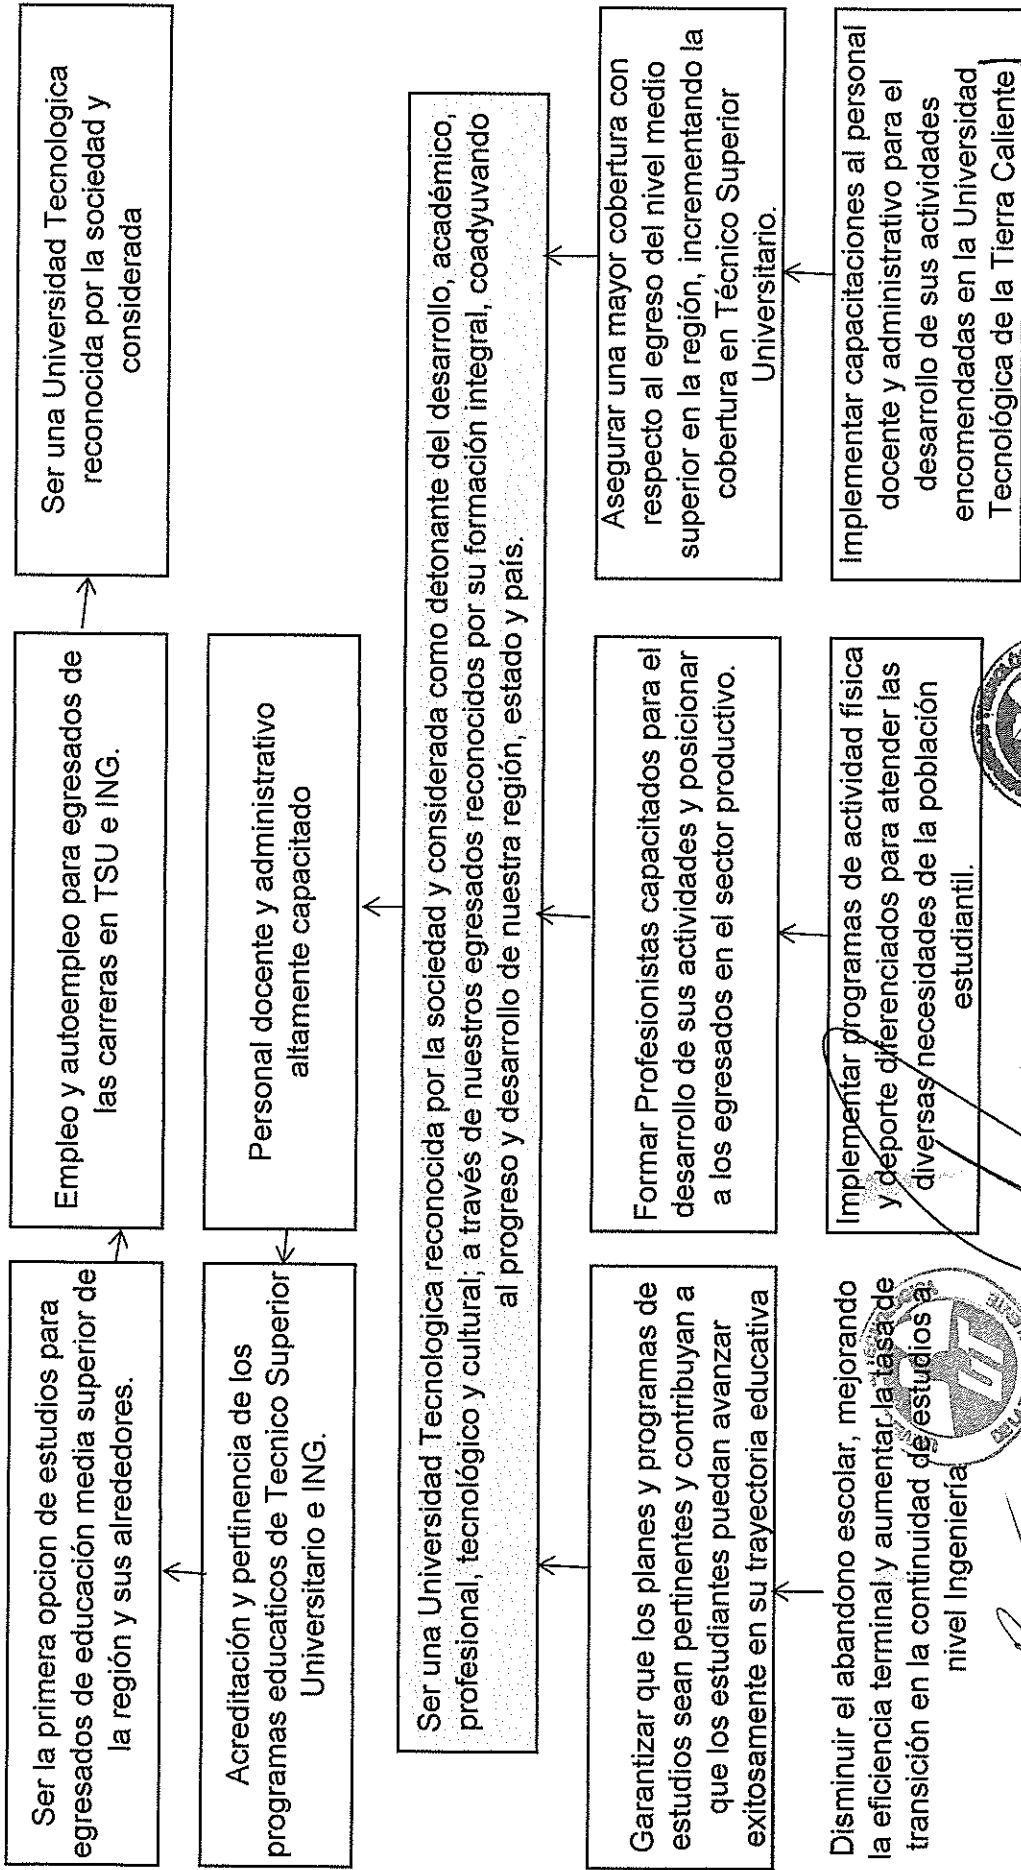 Ser la primera opcion de estudios para
egresados de educación media superior de
la región y sus alrededores.
Empleo y autoempleo para egresados de
las carreras en TSU e ING.
Ser una Universidad Tecnologica
reconocida por la sociedad y
considerada
Acreditación y pertinencia de los
programas educaticos de Tecnico Superior
Universitario e ING.
Personal docente y administrativo
altamente capacitado
Ser una Universidad Tecnológica reconocida por la sociedad y considerada como detonante del desarrollo, académico,
profesional, tecnológico y cultural; a través de nuestros egresados reconocidos por su formación integral, coadyuvando
al progreso y desarrollo de nuestra región, estado y país.
Garantizar que los planes y programas de
estudios sean pertinentes y contribuyan a
que los estudiantes puedan avanzar
exitosamente en su trayectoria educativa
Formar Profesionistas capacitados para el
desarrollo de sus actividades y posicionar
a los egresados en el sector productivo.
Asegurar una mayor cobertura con
respecto al egreso del nivel medio
superior en la región, incrementando la
cobertura en Técnico Superior
Universitario.
Disminuir el abandono escolar, mejorando
la eficiencia terminal y aumentar la tasa de
transición en la continuidad de estudios a
nivel Ingeniería
Implementar programas de actividad física
y deporte diferenciados para atender las
diversas necesidades de la población
estudiantil.
Implementar capacitaciones al personal
docente y administrativo para el
desarrollo de sus actividades
encomendadas en la Universidad
Tecnológica de la Tierra Caliente
UT